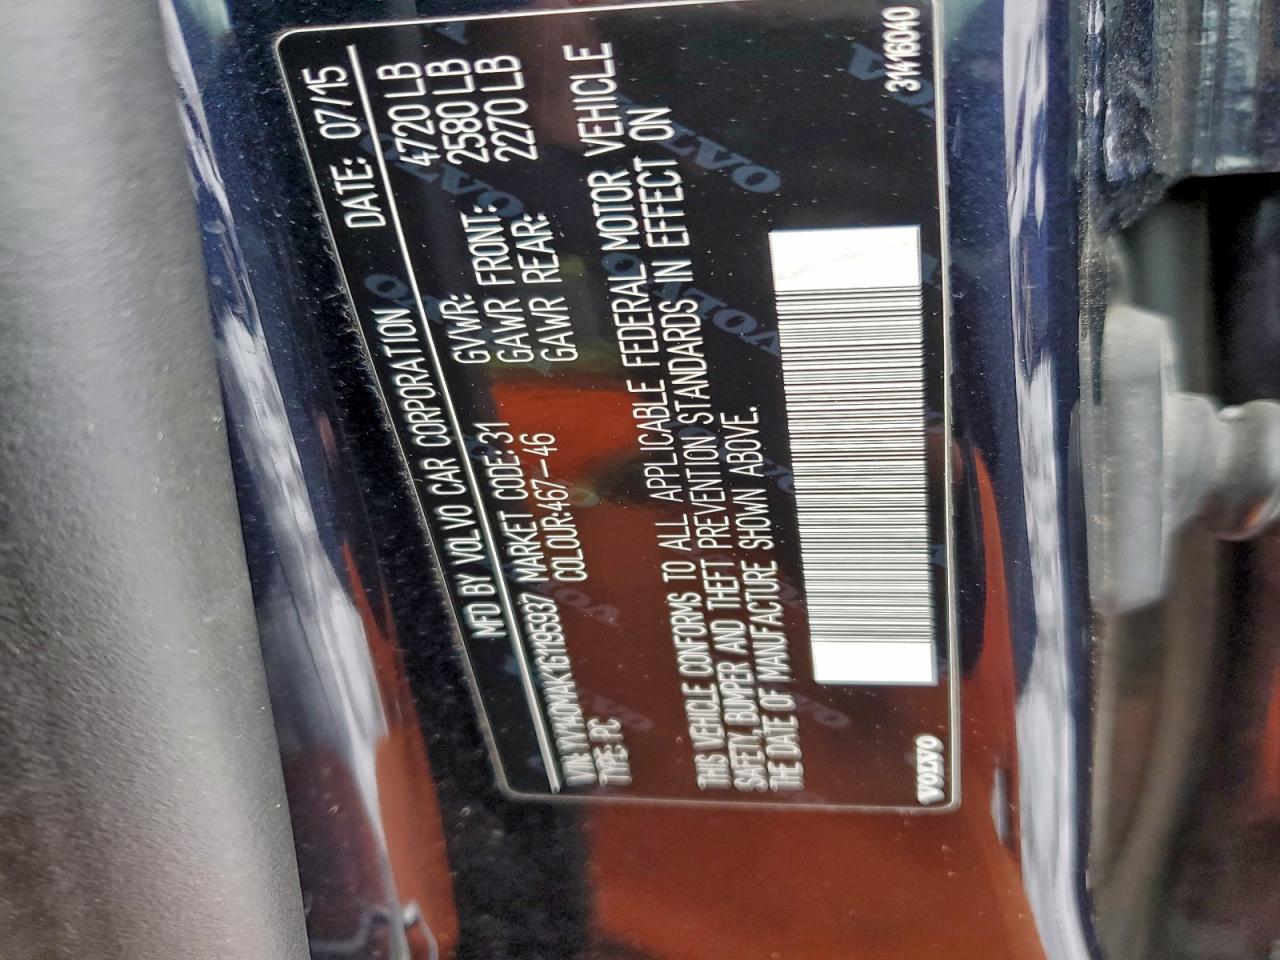 MFD BY VOLVO CAR CORPORATION DATE: 07/15
GVWR: 4720 LB
GAWR FRONT: 2580 LB
GAWR REAR: 2270 LB
VIN: YV140MAK1G1195937 MARKET CODE: 31
TYPE: PC COLOUR:467-46
THIS VEHICLE CONFORMS TO ALL APPLICABLE FEDERAL MOTOR VEHICLE
SAFETY, BUMPER AND THEFT PREVENTION STANDARDS IN EFFECT ON
THE DATE OF MANUFACTURE SHOWN ABOVE.
VOLVO 31416040